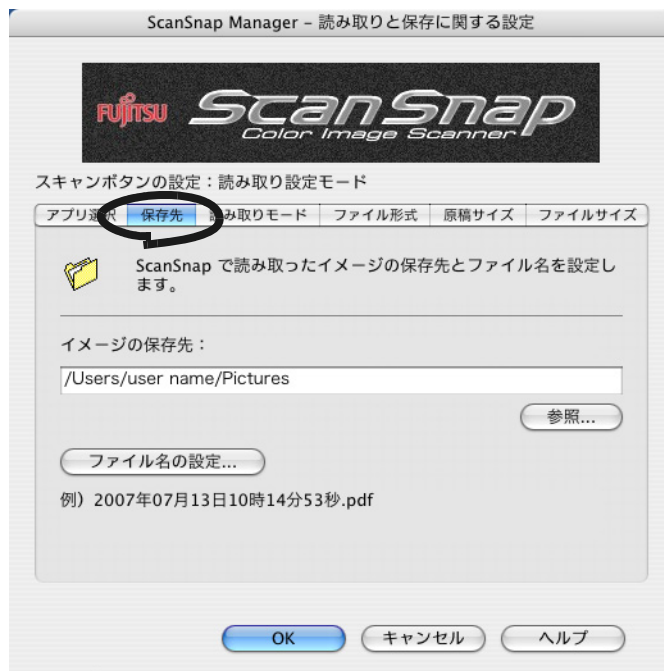 ScanSnap Manager – 読み取りと保存に関する設定
FUJITSU ScanSnap
Color Image Scanner
スキャンボタンの設定：読み取り設定モード
アプリ選択 保存先 読み取りモード ファイル形式 原稿サイズ ファイルサイズ
ScanSnap で読み取ったイメージの保存先とファイル名を設定し
ます。
イメージの保存先：
/Users/user name/Pictures
参照...
ファイル名の設定...
例）2007年07月13日10時14分53秒.pdf
OK キャンセル ヘルプ